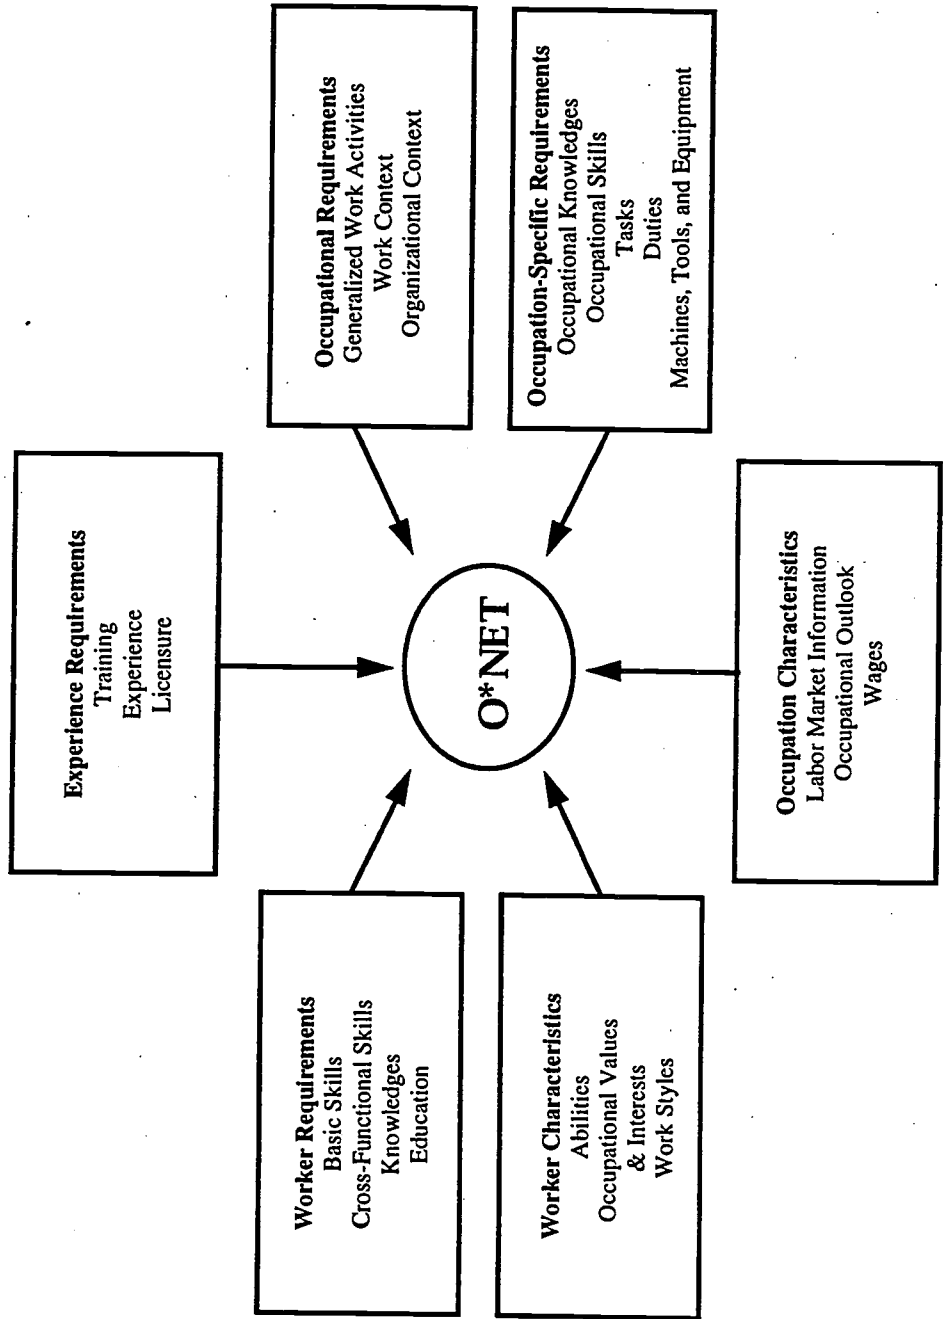 Experience Requirements
Training
Experience
Licensure
Worker Requirements
Basic Skills
Cross-Functional Skills
Knowledges
Education
Occupational Requirements
Generalized Work Activities
Work Context
Organizational Context
O*NET
Worker Characteristics
Abilities
Occupational Values
& Interests
Work Styles
Occupation-Specific Requirements
Occupational Knowledges
Occupational Skills
Tasks
Duties
Machines, Tools, and Equipment
Occupation Characteristics
Labor Market Information
Occupational Outlook
Wages